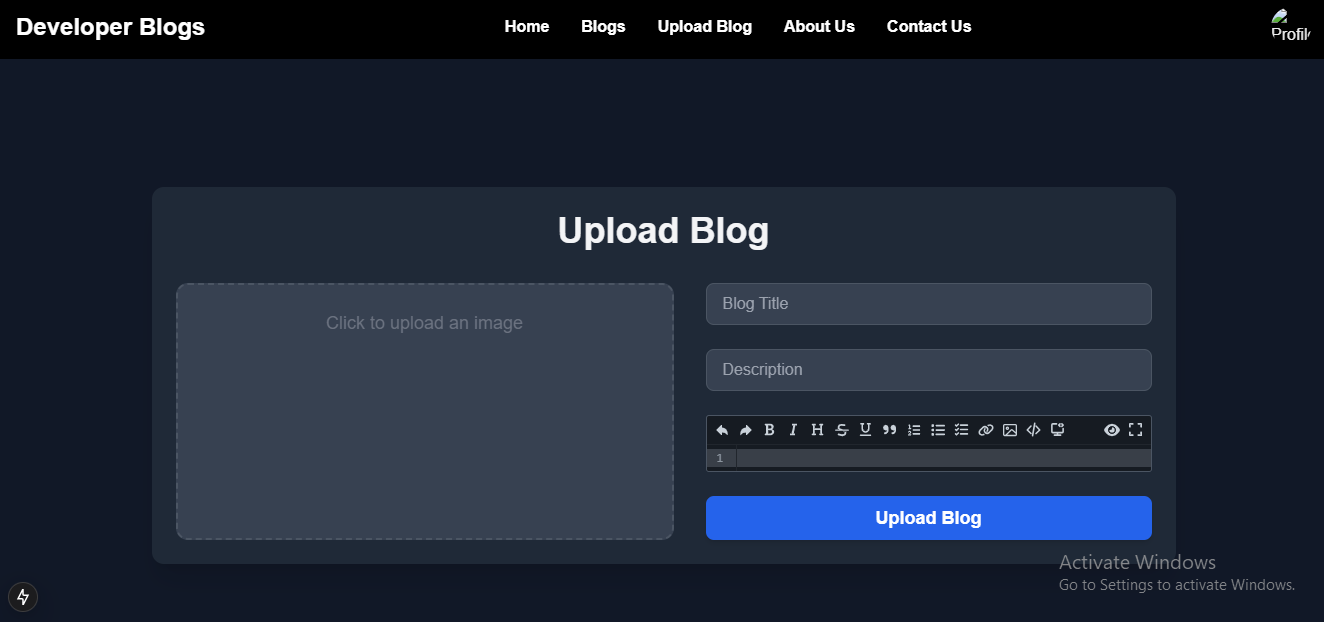 Developer Blogs Home Blogs Upload Blog About Us Contact Us Profil
Upload Blog
Click to upload an image
Blog Title
Description
B I H S U
1
Upload Blog
Activate Windows
Go to Settings to activate Windows.